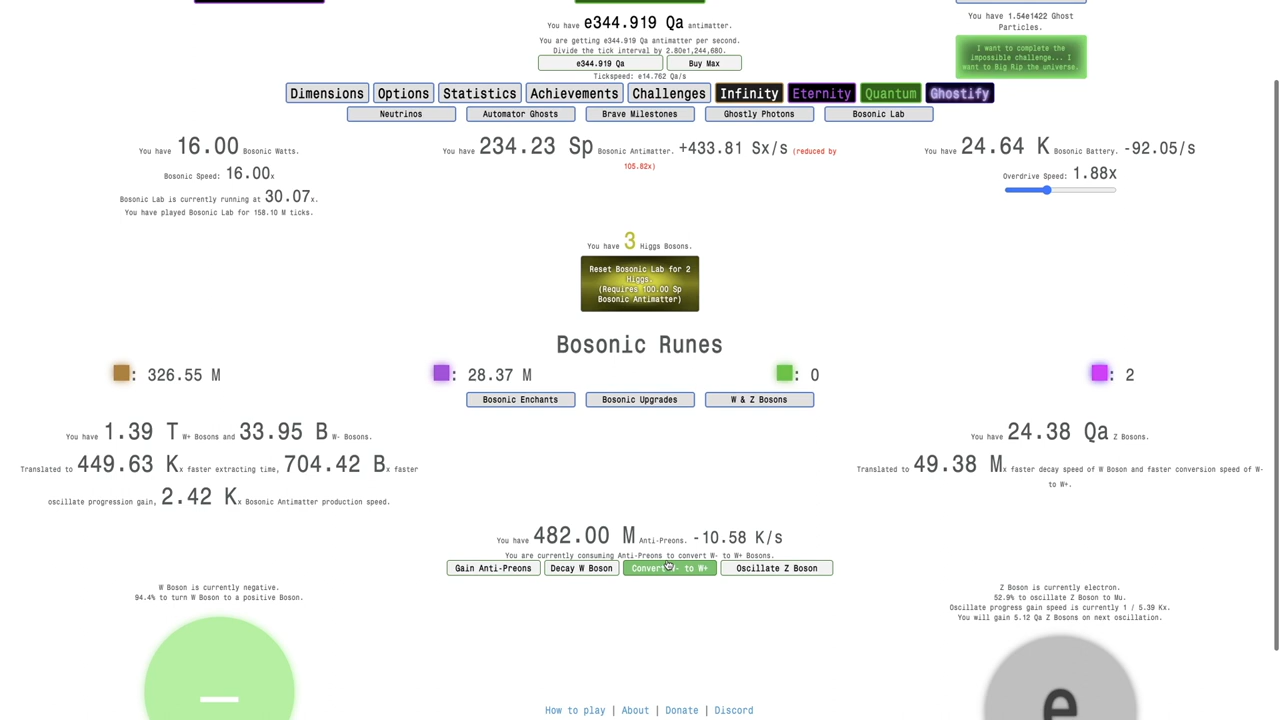 You have e344.919 Qa antimatter.
You have 1.54e1422 Ghost
Particles.
You are getting e344.919 Qa antimatter per second.
Divide the tick interval by 2.80e1,244,680.
I want to complete the
impossible challenge... I
want to Big Rip the universe.
e344.919 Qa
Buy Max
Tickspeed: e14.762 Qa/s
Dimensions
Options
Statistics
Achievements
Challenges
Infinity
Eternity
Quantum
Ghostify
Neutrinos
Automator Ghosts
Brave Milestones
Ghostly Photons
Bosonic Lab
You have 16.00 Bosonic Watts.
Bosonic Speed: 16.00x
Bosonic Lab is currently running at 30.07x.
You have played Bosonic Lab for 158.10 M ticks.
You have 234.23 Sp Bosonic Antimatter. +433.81 Sx/s (reduced by
105.82x)
You have 24.64 K Bosonic Battery. -92.05/s
Overdrive Speed: 1.88x
You have 3 Higgs Bosons.
Reset Bosonic Lab for 2
Higgs.
(Requires 100.00 Sp
Bosonic Antimatter)
Bosonic Runes
: 326.55 M
: 28.37 M
: 0
: 2
Bosonic Enchants
Bosonic Upgrades
W & Z Bosons
You have 1.39 T W+ Bosons and 33.95 B W- Bosons.
Translated to 449.63 Kx faster extracting time, 704.42 Bx faster
oscillate progression gain, 2.42 Kx Bosonic Antimatter production speed.
You have 24.38 Qa Z Bosons.
Translated to 49.38 Mx faster decay speed of W Boson and faster conversion speed of W-
to W+.
You have 482.00 M Anti-Preons. -10.58 K/s
You are currently consuming Anti-Preons to convert W- to W+ Bosons.
Gain Anti-Preons
Decay W Boson
Convert W- to W+
Oscillate Z Boson
W Boson is currently negative.
94.4% to turn W Boson to a positive Boson.
−
Z Boson is currently electron.
52.9% to oscillate Z Boson to Mu.
Oscillate progress gain speed is currently 1 / 5.39 Kx.
You will gain 5.12 Qa Z Bosons on next oscillation.
e
How to play | About | Donate | Discord